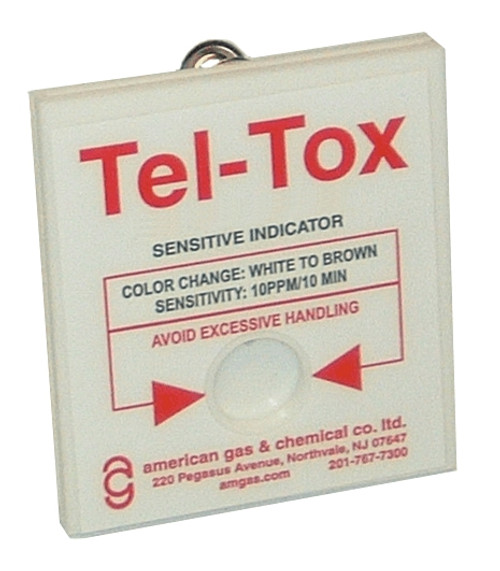 Tel-Tox
SENSITIVE INDICATOR
COLOR CHANGE: WHITE TO BROWN
SENSITIVITY: 10PPM/10 MIN
AVOID EXCESSIVE HANDLING
ag
american gas & chemical co. ltd.
220 Pegasus Avenue, Northvale, NJ 07647
amgas.com 201-767-7300